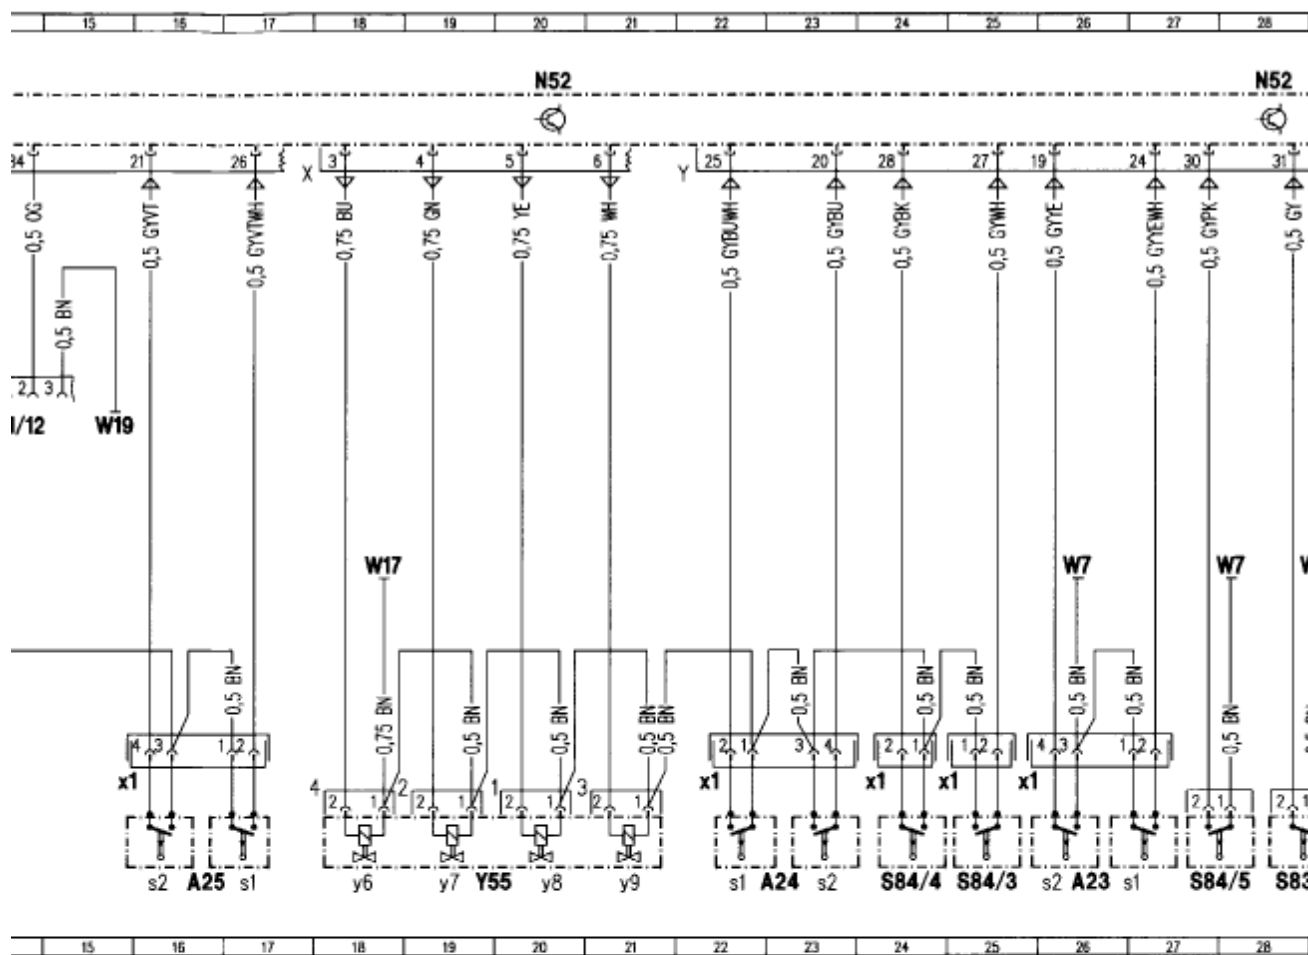 15 16 17 18 19 20 21 22 23 24 25 26 27 28
N52 N52
34 21 26 X 3 4 5 6 Y 25 20 28 27 19 24 30 31
0,5 OG
0,5 GYVT
0,5 GYVTWH
0,75 BU
0,75 GN
0,75 YE
0,75 WH
0,5 GYBUWH
0,5 GYBU
0,5 GYBK
0,5 GYWH
0,5 GYYE
0,5 GYYEWH
0,5 GYPK
0,5 GY
0,5 BN
2 3
/12 W19
W17 W7 W7
0,5 BN
0,75 BN
0,5 BN
0,5 BN
0,5 BN
0,5 BN
0,5 BN
0,5 BN
0,5 BN
0,5 BN
0,5 BN
0,5 BN
0,5 BN
4 3 1 2 2 1 3 4 2 1 1 2 4 3 1 2
x1 x1 x1 x1 x1
4 2 1 3
2 1 2 1 2 1 2 1 2 1 2 1
s2 A25 s1 y6 y7 Y55 y8 y9 s1 A24 s2 S84/4 S84/3 s2 A23 s1 S84/5 S83
15 16 17 18 19 20 21 22 23 24 25 26 27 28